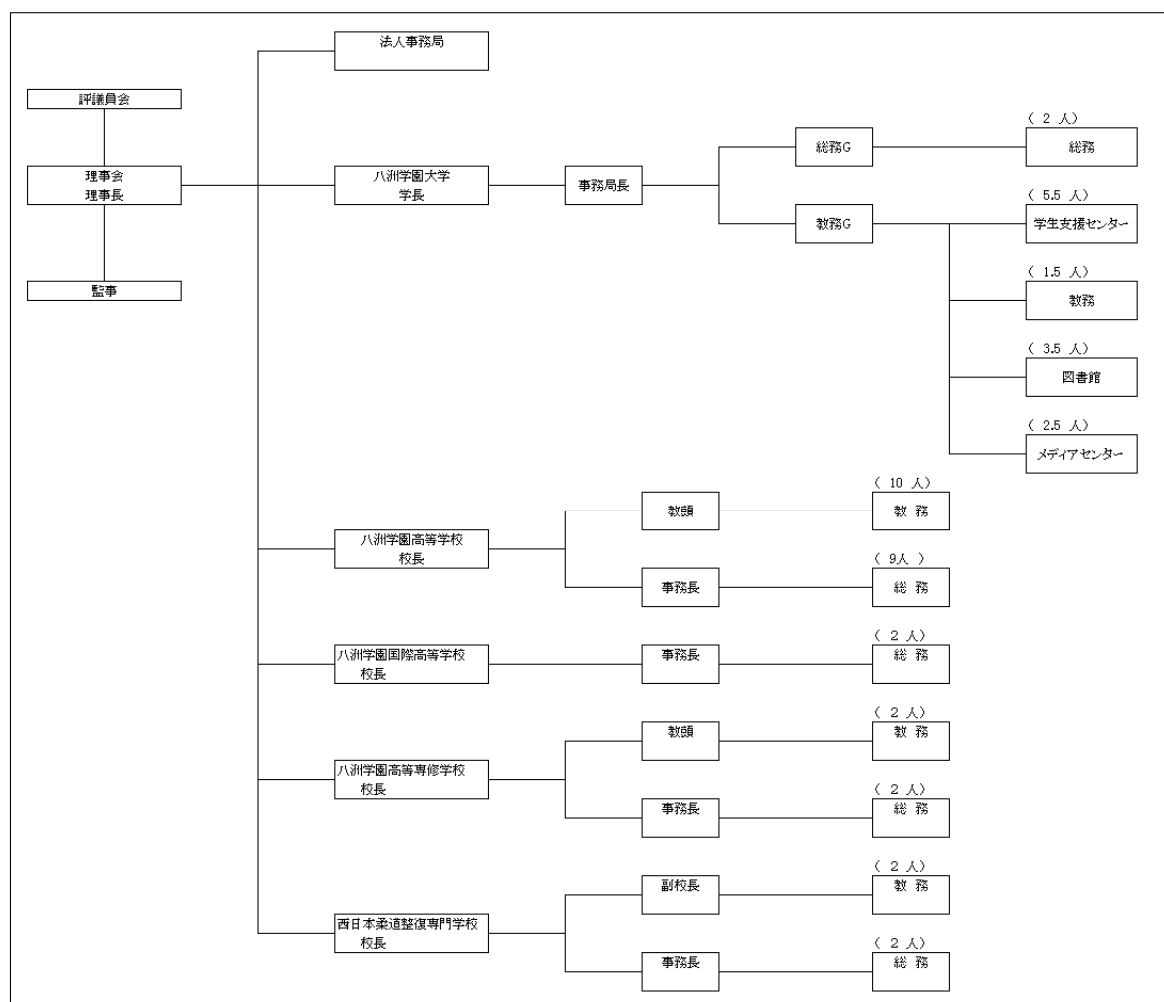 法人事務局
評議員会
理事会
理事長
監事
八洲学園大学
学長
事務局長
総務G
( 2 人)
総務
教務G
( 5.5 人)
学生支援センター
( 1.5 人)
教務
( 3.5 人)
図書館
( 2.5 人)
メディアセンター
八洲学園高等学校
校長
教頭
( 10 人)
教 務
事務長
( 9人 )
総 務
八洲学園国際高等学校
校長
事務長
( 2 人)
総 務
八洲学園高等専修学校
校長
教頭
( 2 人)
教 務
事務長
( 2 人)
総 務
西日本柔道整復専門学校
校長
副校長
( 2 人)
教 務
事務長
( 2 人)
総 務